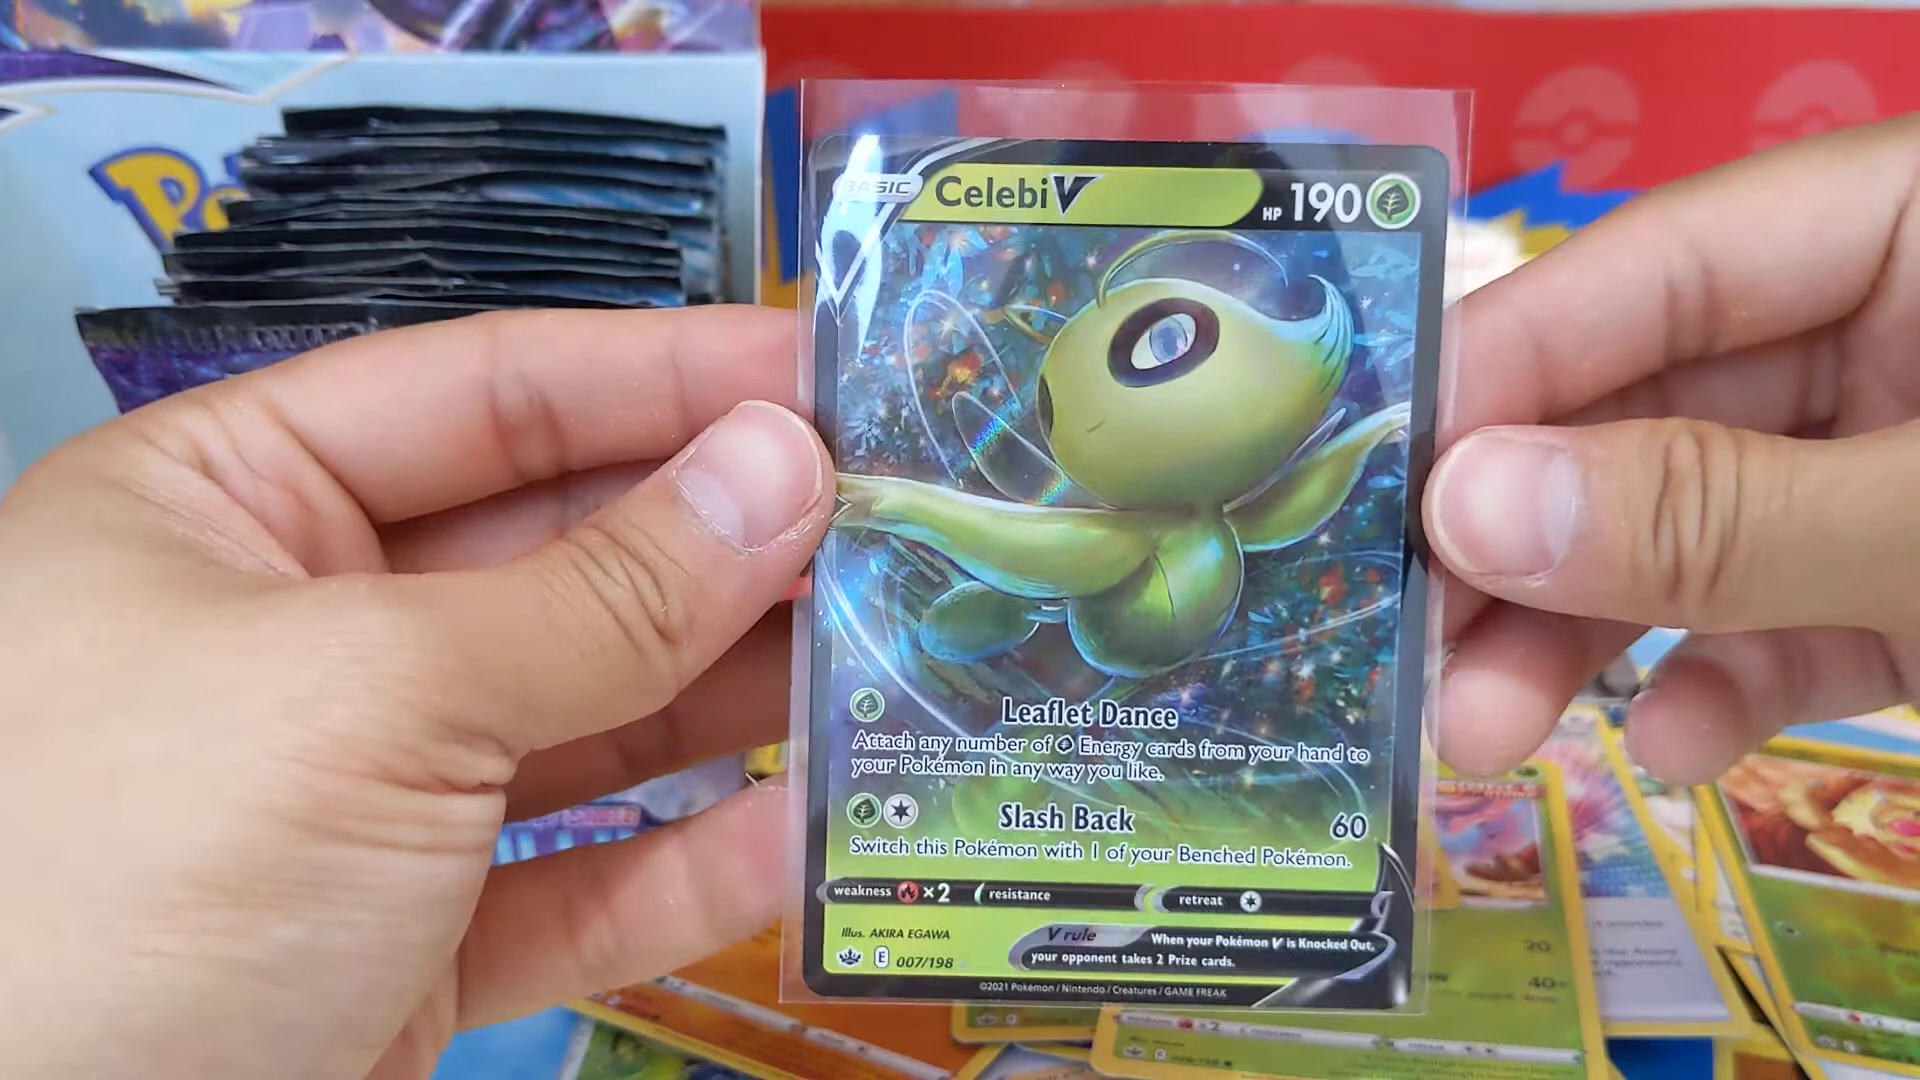 BASIC
Celebi V
HP 190
Leaflet Dance
Attach any number of Energy cards from your hand to
your Pokémon in any way you like.
Slash Back
60
Switch this Pokémon with 1 of your Benched Pokémon.
weakness ×2
resistance
retreat
Illus. AKIRA EGAWA
V rule
When your Pokémon V is Knocked Out,
your opponent takes 2 Prize cards.
E 007/198
©2021 Pokémon / Nintendo / Creatures / GAME FREAK
20
40+
×2